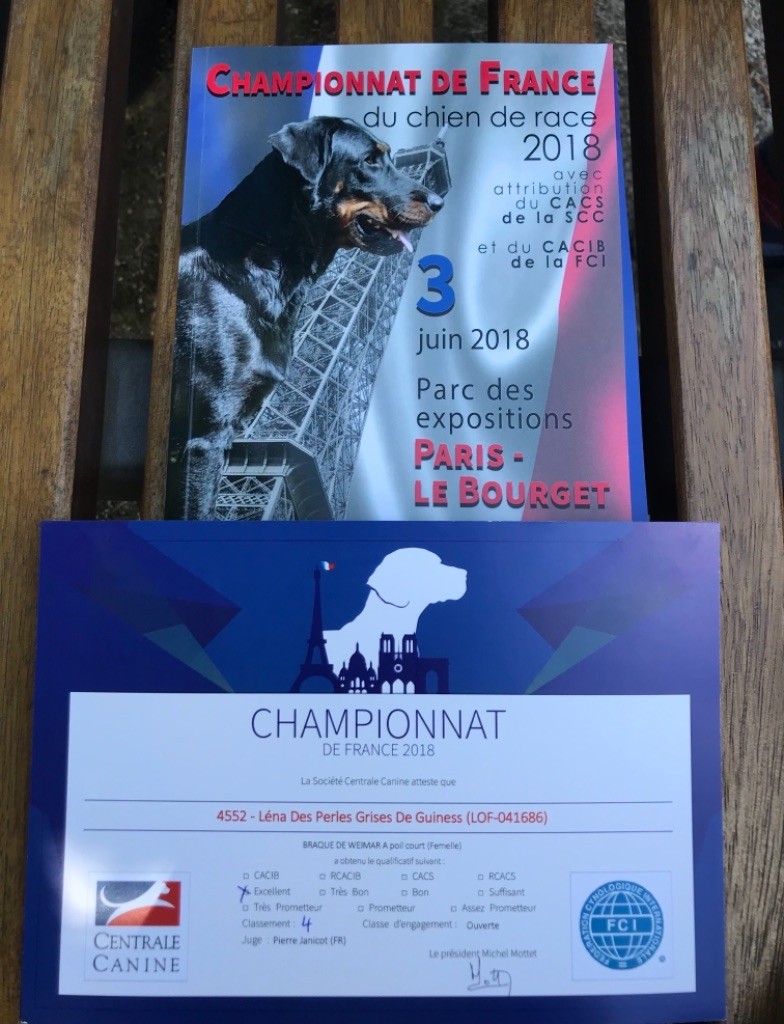 CHAMPIONNAT DE FRANCE
du chien de race
2018
avec
attribution
du CACS
de la SCC
et du CACIB
de la FCI
3
juin 2018
Parc des
expositions
PARIS -
LE BOURGET
CHAMPIONNAT
DE FRANCE 2018
La Société Centrale Canine atteste que
4552 - Léna Des Perles Grises De Guiness (LOF-041686)
BRAQUE DE WEIMAR A poil court (Femelle)
a obtenu le qualificatif suivant :
□ CACIB □ RCACIB □ CACS □ RCACS
x Excellent □ Très Bon □ Bon □ Suffisant
□ Très Prometteur □ Prometteur □ Assez Prometteur
Classement : 4 Classe d'engagement : Ouverte
Juge : Pierre Janicot (FR)
Le président Michel Mottet
CENTRALE
CANINE
FEDERATION CYNOLOGIQUE INTERNATIONALE
FCI